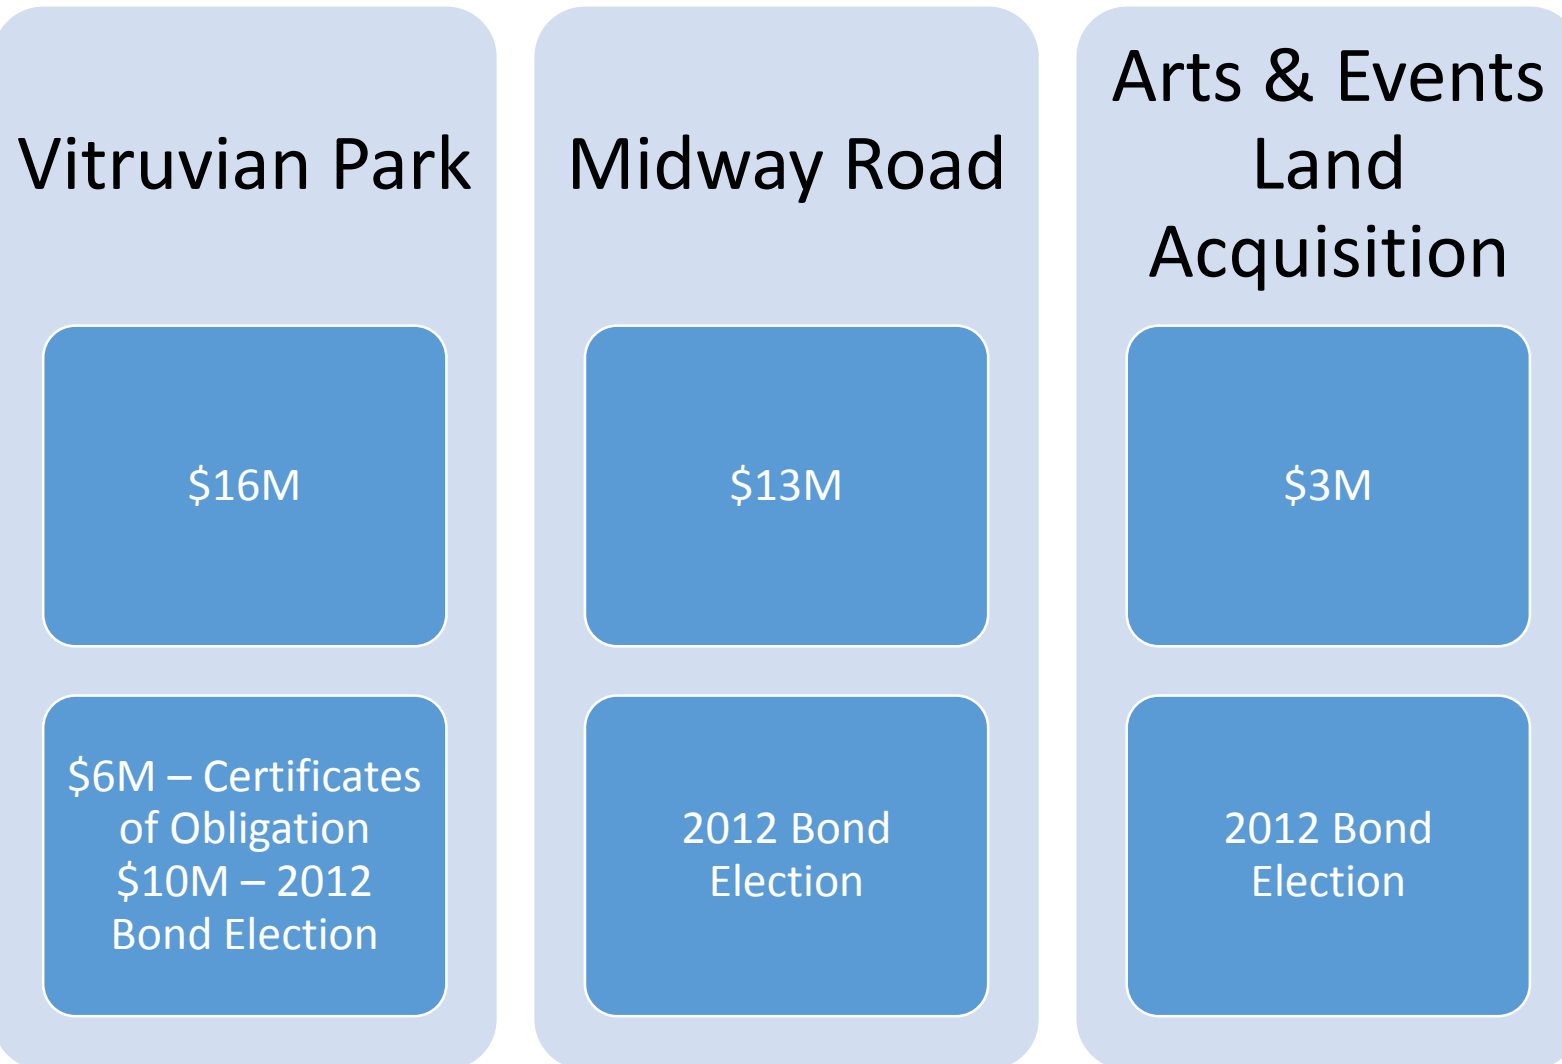 Vitruvian Park
$16M
$6M – Certificates
of Obligation
$10M – 2012
Bond Election
Midway Road
$13M
2012 Bond
Election
Arts & Events
Land
Acquisition
$3M
2012 Bond
Election